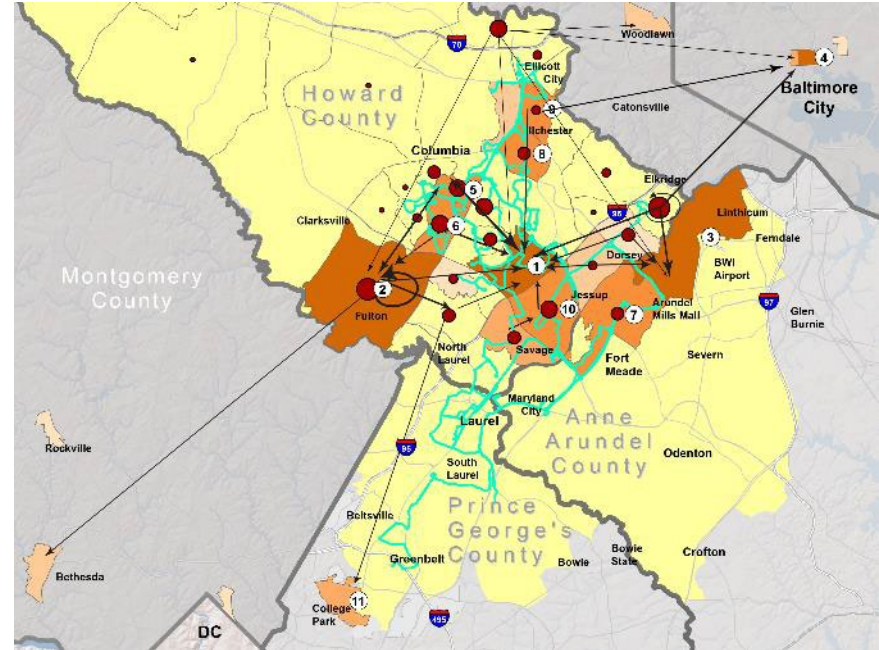 Woodlawn
70
4
Ellicott
City
Baltimore
City
Howard
County
9
Catonsville
Ilchester
Columbia
8
Elkridge
5
95
Clarksville
6
Linthicum
3
Ferndale
Dorsey
1
BWI
Airport
Montgomery
County
2
Jessup
97
Fulton
10
7
Arundel
Mills Mall
Glen
Burnie
North
Laurel
Savage
Severn
Fort
Meade
Maryland
City
Laurel
Anne
Arundel
County
95
Rockville
Odenton
South
Laurel
Prince
George's
County
Beltsville
Greenbelt
Bowie
Bowie
State
Crofton
Bethesda
11
College
Park
495
DC